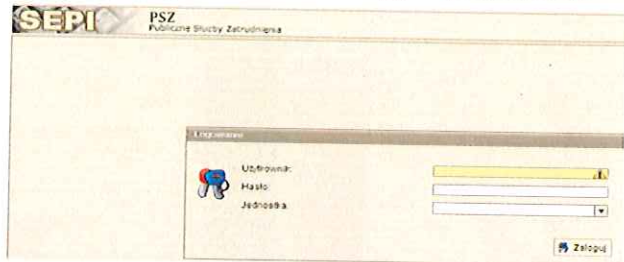 SEPI
PSZ
Publiczne Służby Zatrudnienia
Logowanie
Użytkownik:
Hasło:
Jednostka:
Zaloguj